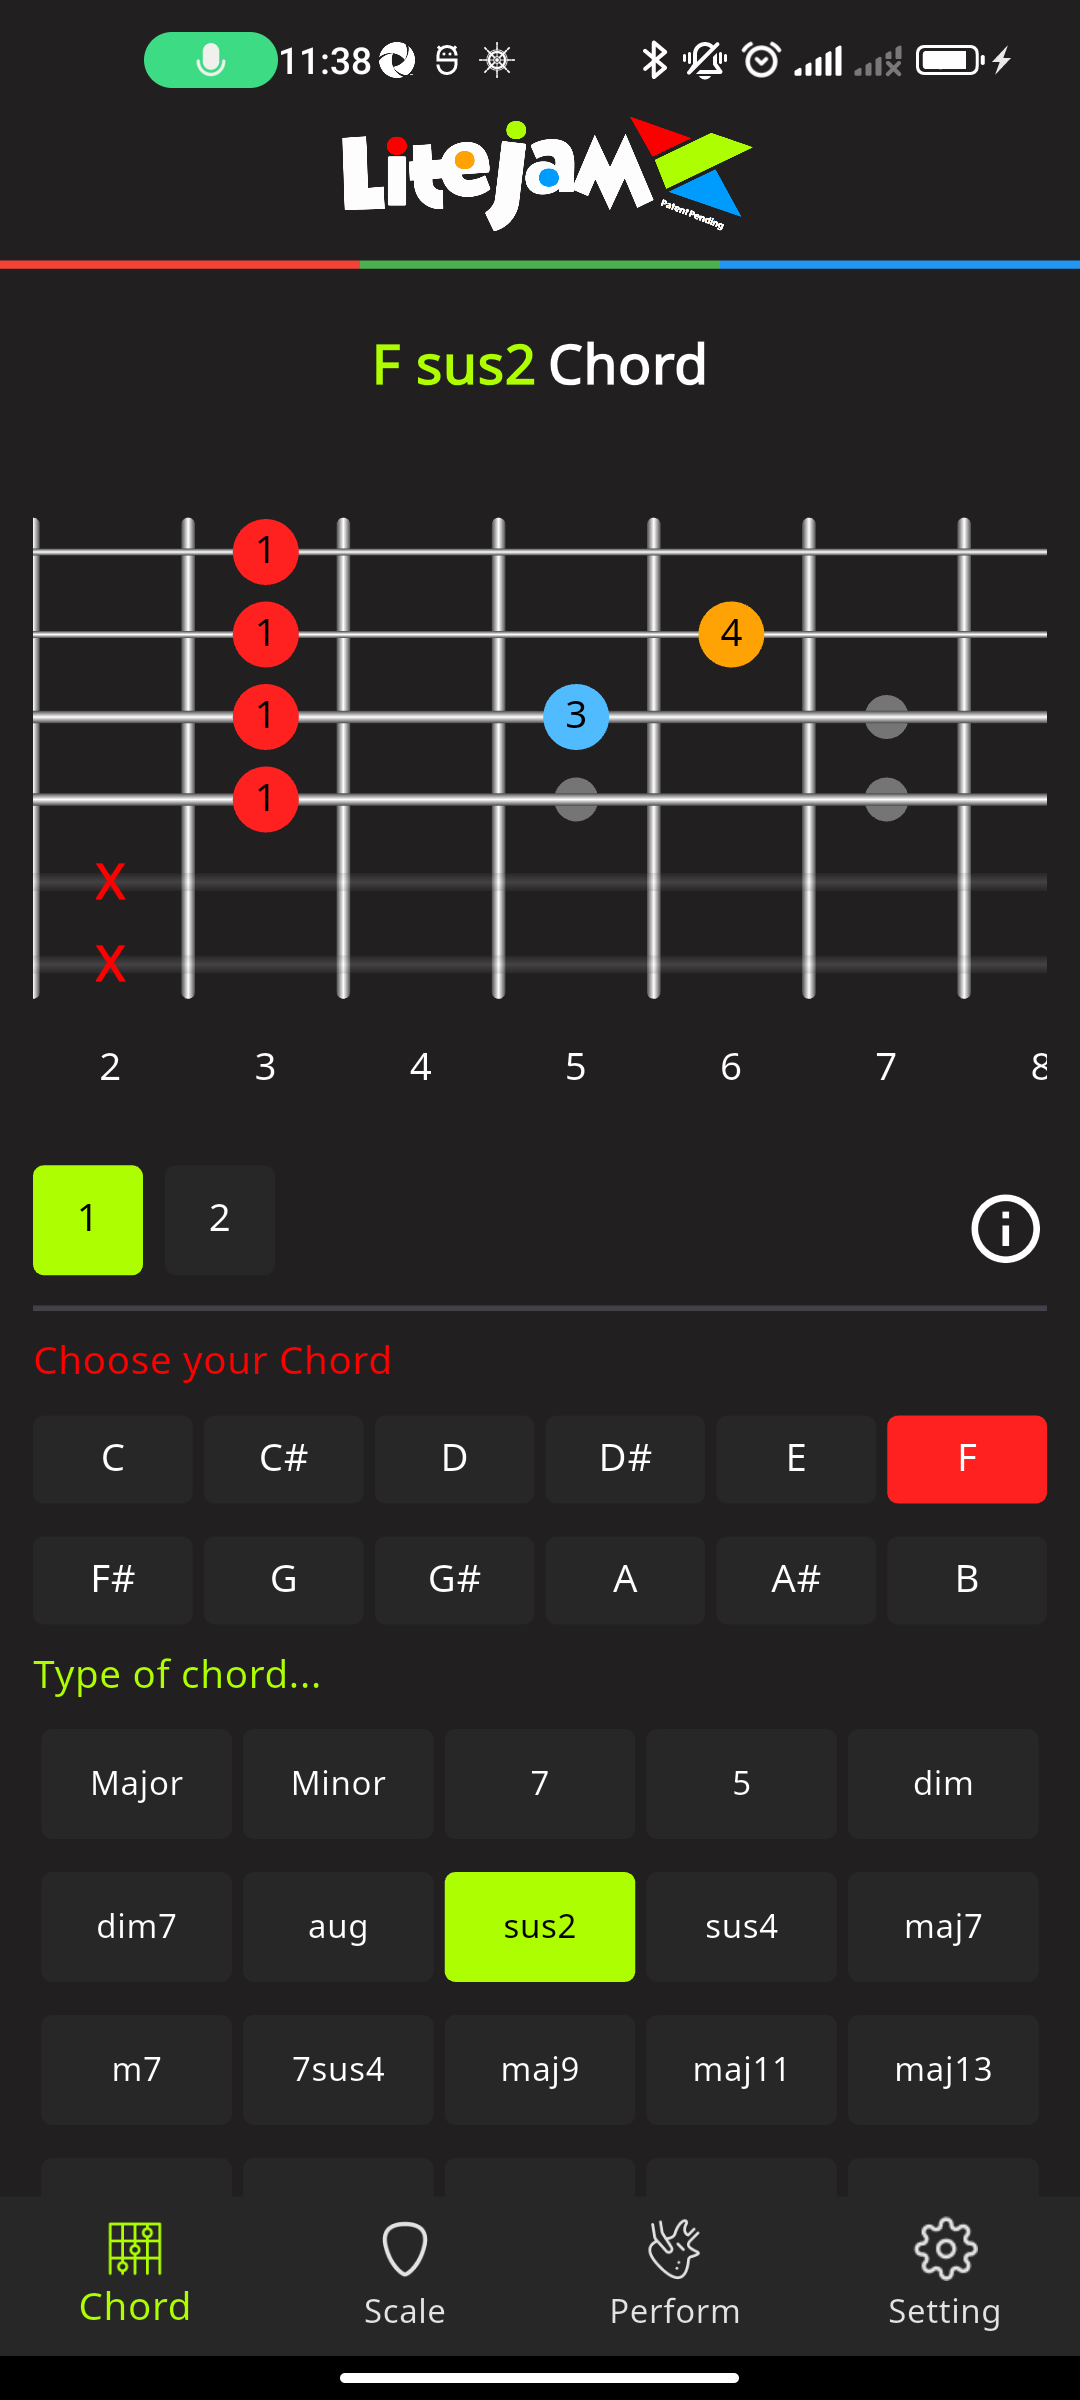 11:38
LiteJam
Patent Pending
F sus2 Chord
1
1 4
1 3
1
X
X
2 3 4 5 6 7 8
1 2
Choose your Chord
C C# D D# E F
F# G G# A A# B
Type of chord...
Major Minor 7 5 dim
dim7 aug sus2 sus4 maj7
m7 7sus4 maj9 maj11 maj13
Chord Scale Perform Setting